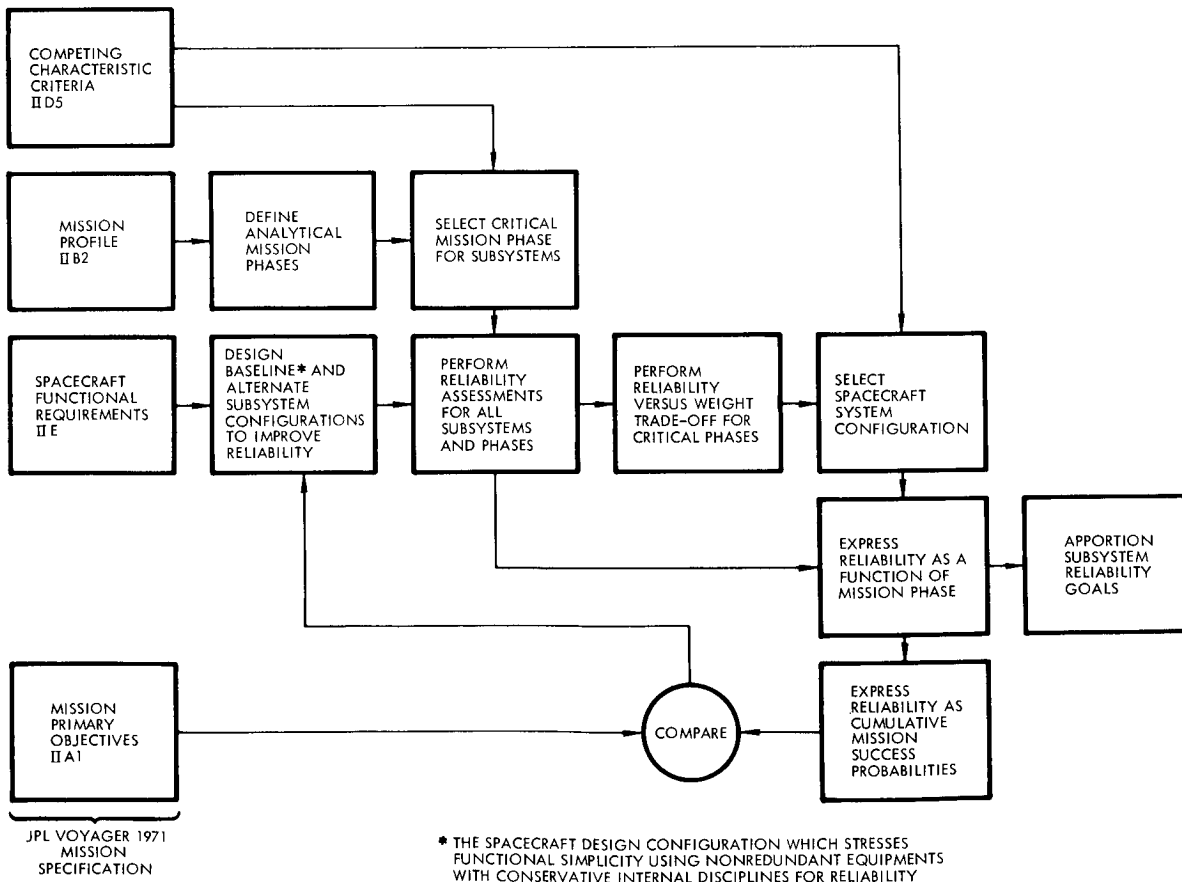 COMPETING
CHARACTERISTIC
CRITERIA
II D5
MISSION
PROFILE
II B2
DEFINE
ANALYTICAL
MISSION
PHASES
SELECT CRITICAL
MISSION PHASE
FOR SUBSYSTEMS
SPACECRAFT
FUNCTIONAL
REQUIREMENTS
II E
DESIGN
BASELINE* AND
ALTERNATE
SUBSYSTEM
CONFIGURATIONS
TO IMPROVE
RELIABILITY
PERFORM
RELIABILITY
ASSESSMENTS
FOR ALL
SUBSYSTEMS
AND PHASES
PERFORM
RELIABILITY
VERSUS WEIGHT
TRADE-OFF FOR
CRITICAL PHASES
SELECT
SPACECRAFT
SYSTEM
CONFIGURATION
EXPRESS
RELIABILITY AS A
FUNCTION OF
MISSION PHASE
APPORTION
SUBSYSTEM
RELIABILITY
GOALS
MISSION
PRIMARY
OBJECTIVES
II A1
COMPARE
EXPRESS
RELIABILITY AS
CUMULATIVE
MISSION
SUCCESS
PROBABILITIES
JPL VOYAGER 1971
MISSION
SPECIFICATION
* THE SPACECRAFT DESIGN CONFIGURATION WHICH STRESSES
FUNCTIONAL SIMPLICITY USING NONREDUNDANT EQUIPMENTS
WITH CONSERVATIVE INTERNAL DISCIPLINES FOR RELIABILITY